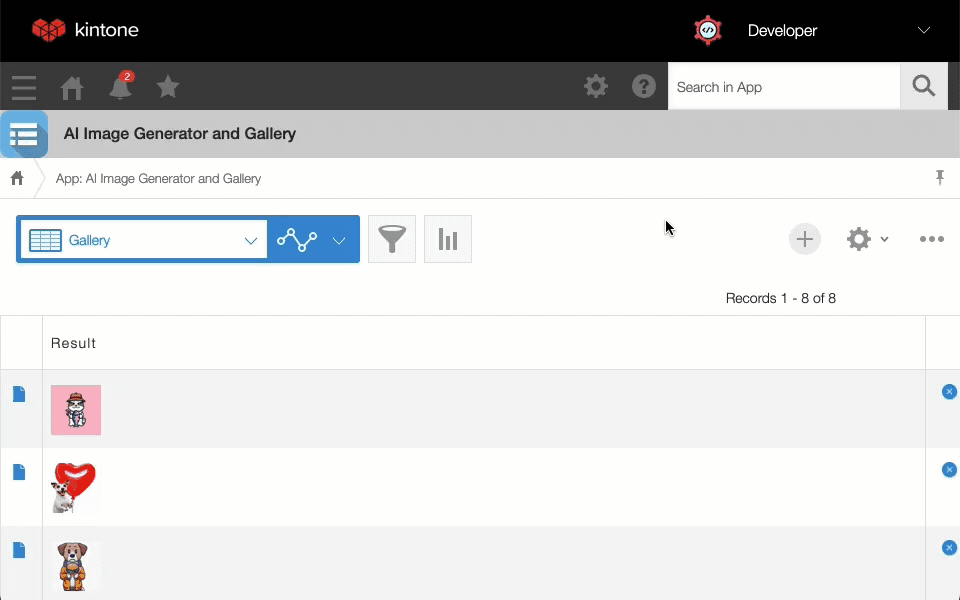 kintone
Developer
2
Search in App
AI Image Generator and Gallery
App: AI Image Generator and Gallery
Gallery
Records 1 - 8 of 8
Result